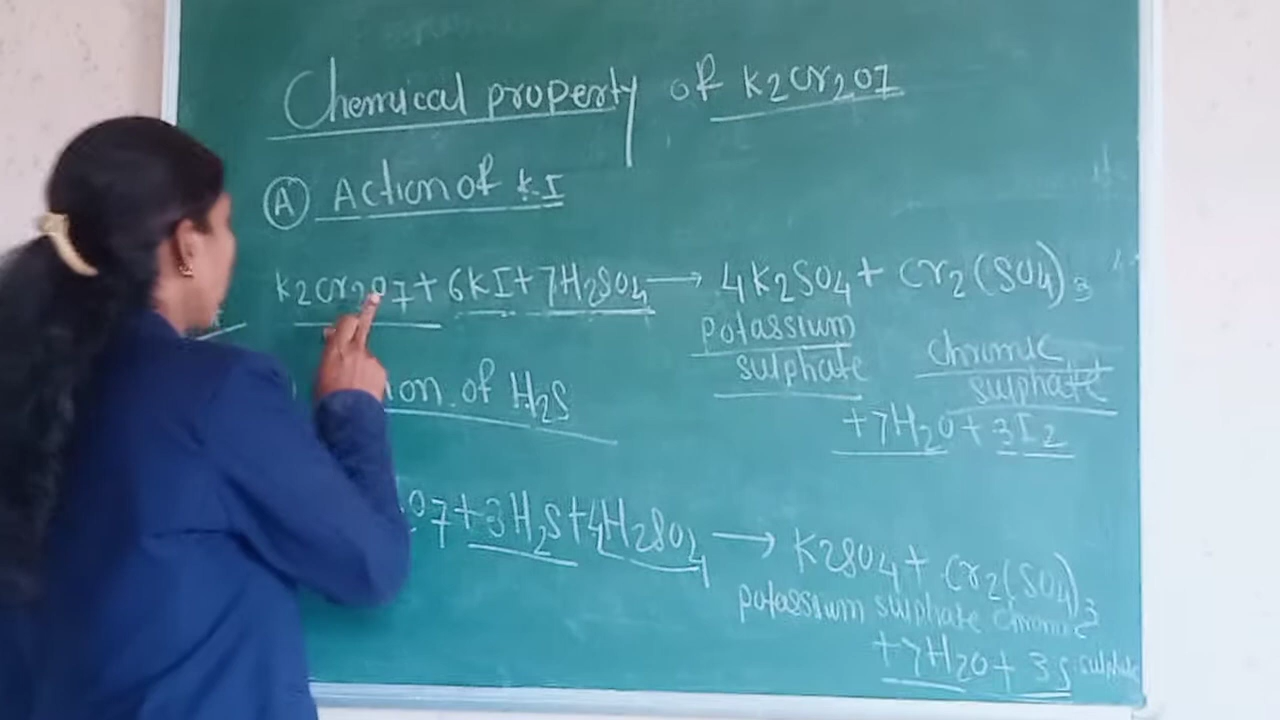 Chemical property of K2Cr2O7
(A) Action of KI
K2Cr2O7 + 6KI + 7H2SO4 → 4K2SO4 + Cr2(SO4)3
potassium sulphate
chromic sulphate
+ 7H2O + 3I2
of H2S
O7 + 3H2S + 4H2SO4 → K2SO4 + Cr2(SO4)3
potassium sulphate
+ 7H2O + 3S sulphate